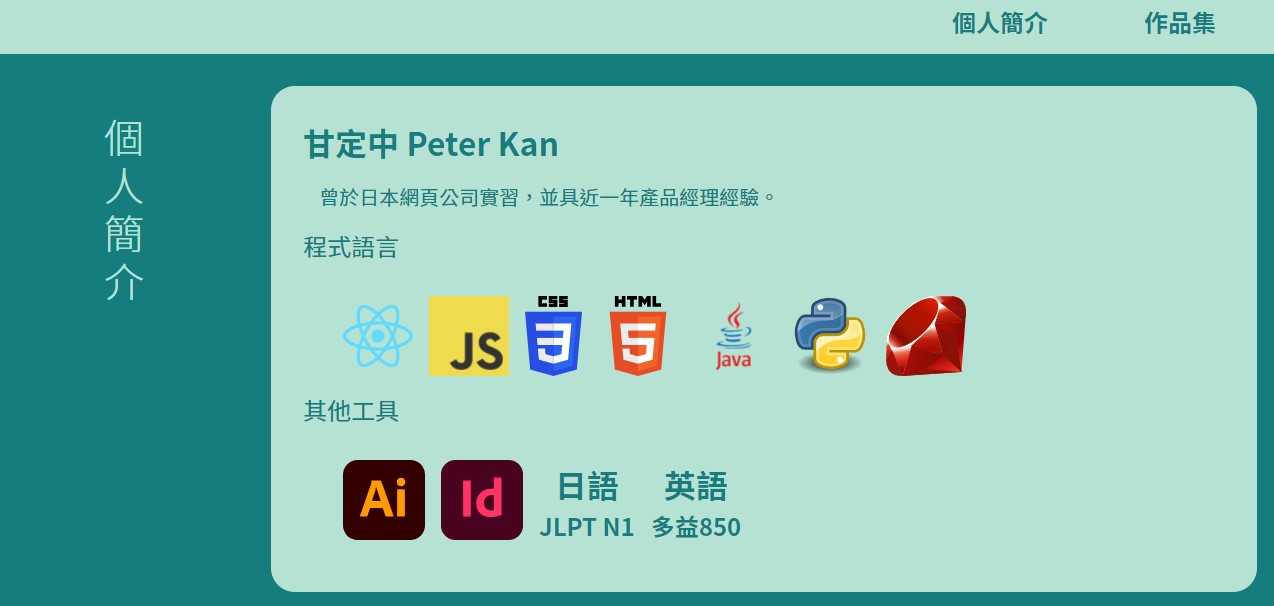 個人簡介 作品集
個人簡介
甘定中 Peter Kan
曾於日本網頁公司實習，並具近一年產品經理經驗。
程式語言
JS CSS 3 HTML 5 Java
其他工具
Ai Id 日語 英語
JLPT N1 多益850